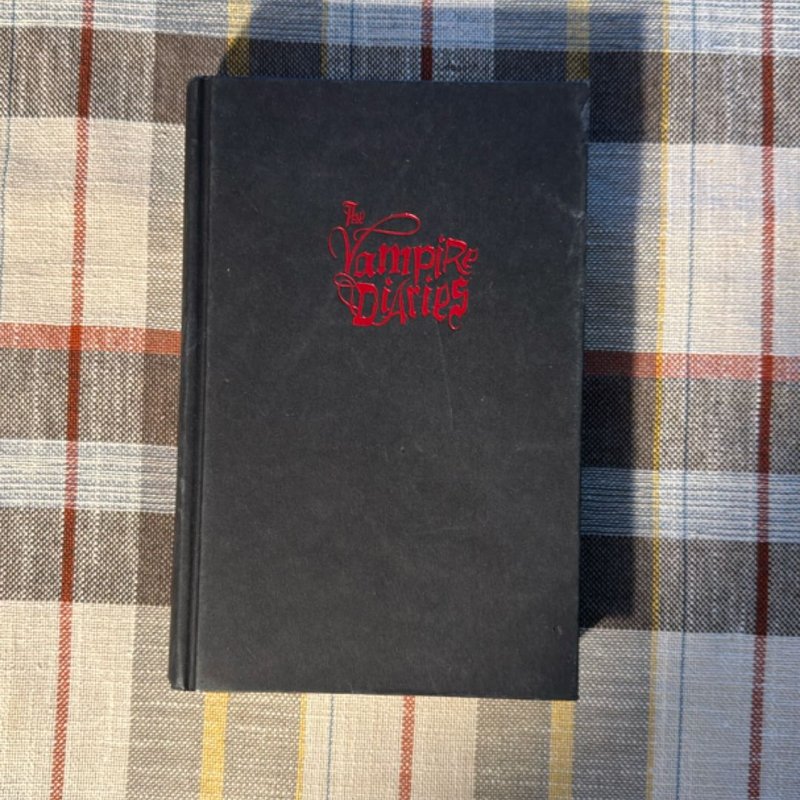 The
Vampire
Diaries